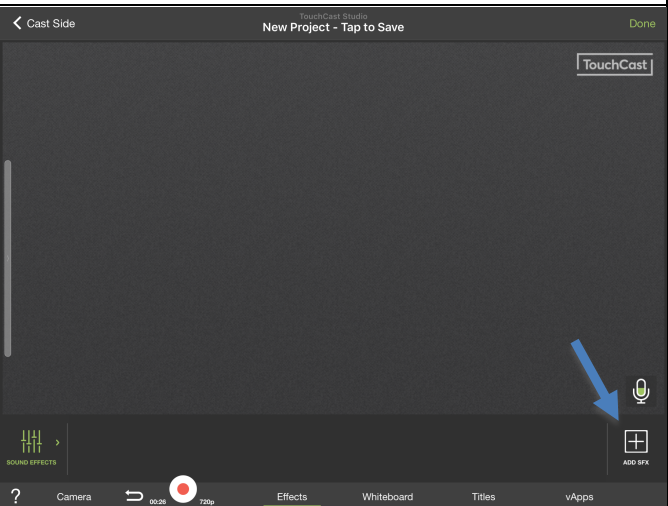 TouchCast Studio
Cast Side
New Project - Tap to Save
Done
TouchCast
SOUND EFFECTS
ADD SFX
?
Camera
00:26
720p
Effects
Whiteboard
Titles
vApps